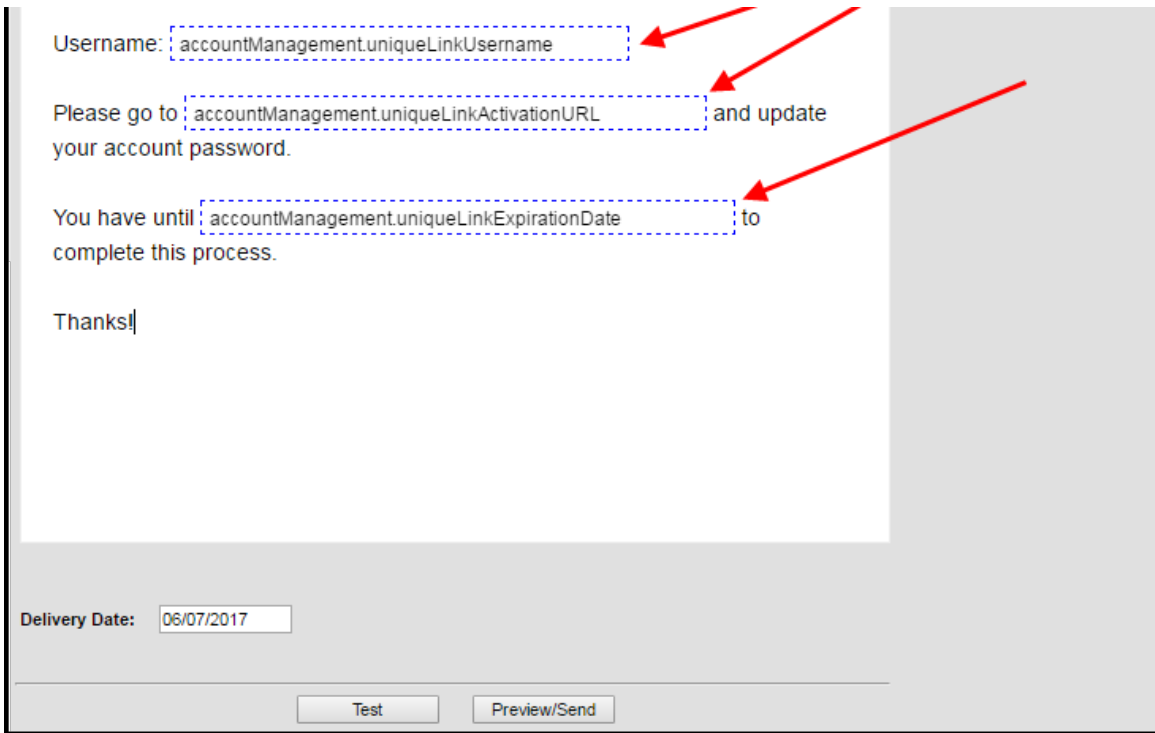 Username: accountManagement.uniqueLinkUsername
Please go to accountManagement.uniqueLinkActivationURL and update
your account password.
You have until accountManagement.uniqueLinkExpirationDate to
complete this process.
Thanks!
Delivery Date: 06/07/2017
Test Preview/Send